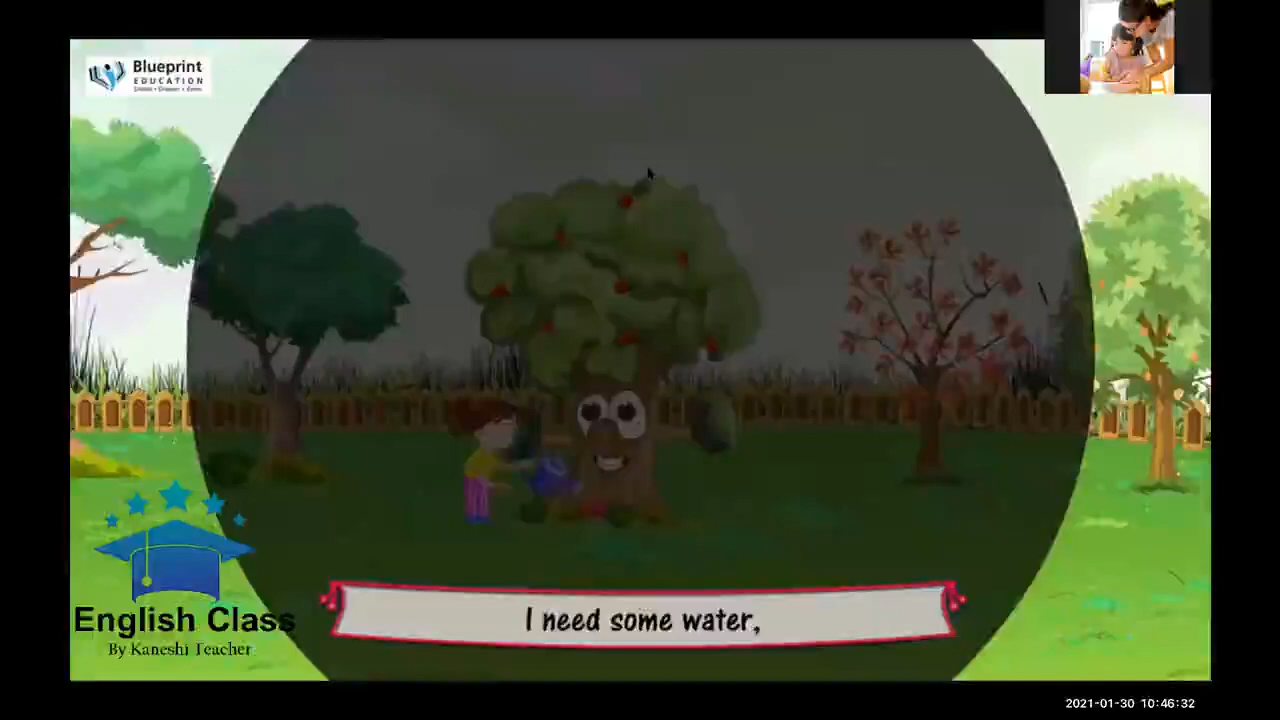 Blueprint
EDUCATION
I need some water,
English Class
By Kaneshi Teacher
2021-01-30 10:46:32